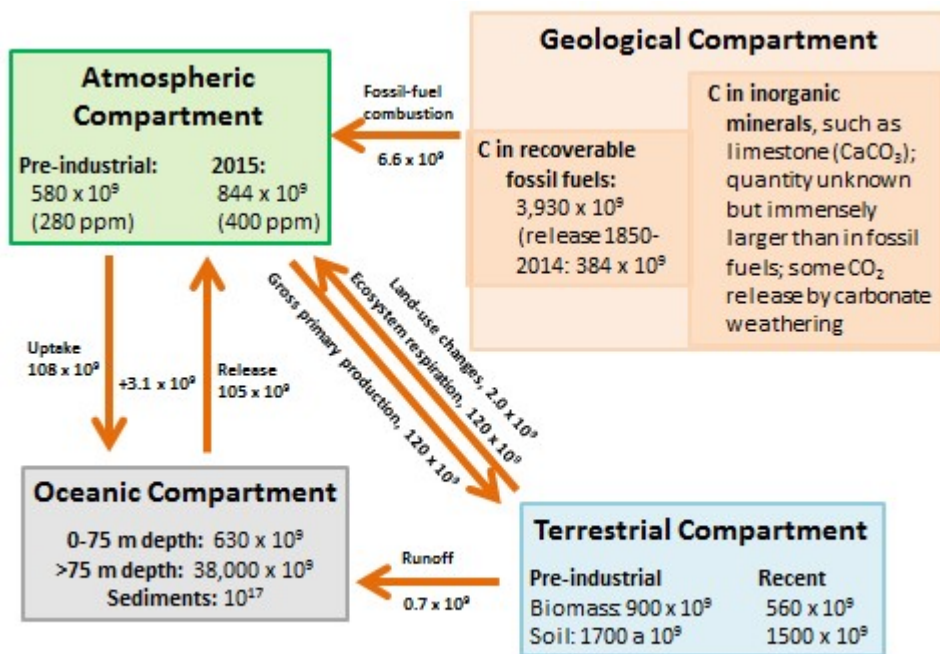 Atmospheric
Compartment
Pre-industrial:
580 x 10⁹
(280 ppm)
2015:
844 x 10⁹
(400 ppm)
Fossil-fuel
combustion
6.6 x 10⁹
Geological Compartment
C in recoverable
fossil fuels:
3,930 x 10⁹
(release 1850-
2014: 384 x 10⁹
C in inorganic
minerals, such as
limestone (CaCO₃);
quantity unknown
but immensely
larger than in fossil
fuels; some CO₂
release by carbonate
weathering
Uptake
108 x 10⁹
+3.1 x 10⁹
Release
105 x 10⁹
Gross primary production, 120 x 10⁹
Ecosystem respiration, 120 x 10⁹
Land-use changes, 2.0 x 10⁹
Oceanic Compartment
0-75 m depth: 630 x 10⁹
>75 m depth: 38,000 x 10⁹
Sediments: 10¹⁷
Runoff
0.7 x 10⁹
Terrestrial Compartment
Pre-industrial Recent
Biomass: 900 x 10⁹ 560 x 10⁹
Soil: 1700 a 10⁹ 1500 x 10⁹